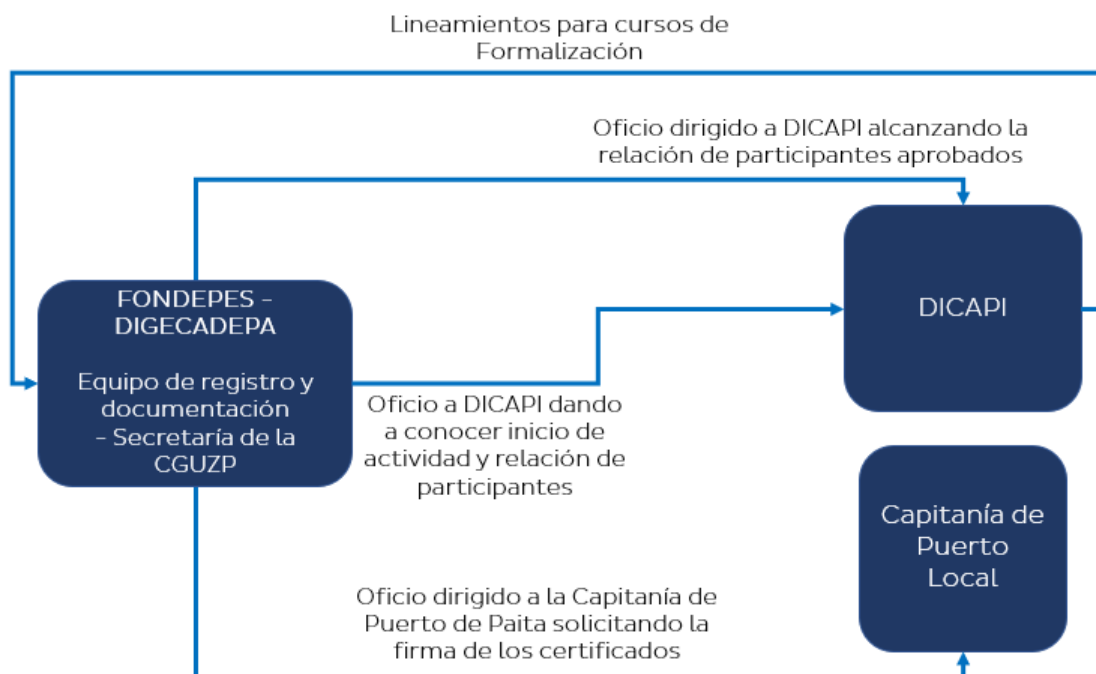 Lineamientos para cursos de
Formalización
Oficio dirigido a DICAPI alcanzando la
relación de participantes aprobados
FONDEPES -
DIGECADEPA
Equipo de registro y
documentación
- Secretaría de la
CGUZP
DICAPI
Oficio a DICAPI dando
a conocer inicio de
actividad y relación de
participantes
Capitanía de
Puerto
Local
Oficio dirigido a la Capitanía de
Puerto de Paita solicitando la
firma de los certificados